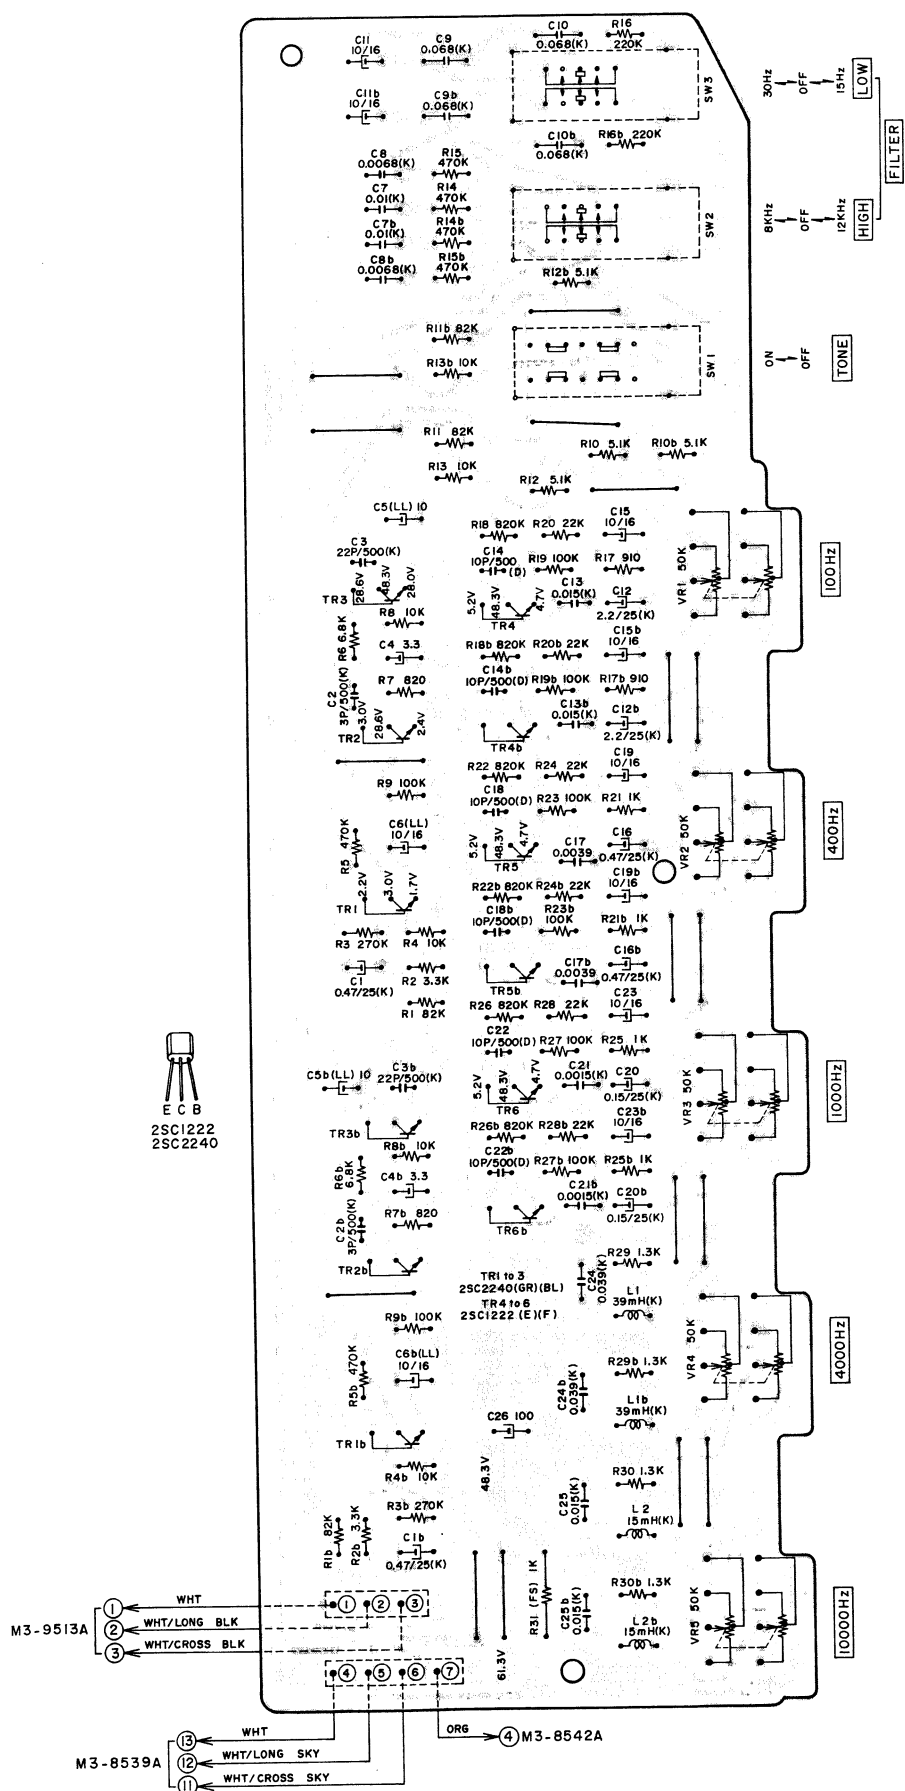 C11
10/16
C9
0.068(K)
C10
0.068(K)
R16
220K
SW3
30Hz
OFF
15Hz
LOW
FILTER
C11b
10/16
C9b
0.068(K)
C10b
0.068(K)
R16b 220K
C8
0.0068(K)
R15
470K
C7
0.01(K)
R14
470K
C7b
0.01(K)
R14b
470K
C8b
0.0068(K)
R15b
470K
SW2
8KHz
OFF
12KHz
HIGH
R12b 5.1K
R11b 82K
R13b 10K
SW1
ON
OFF
TONE
R11 82K
R13 10K
R10 5.1K
R10b 5.1K
R12 5.1K
C5(LL) 10
R18 820K
R20 22K
C15
10/16
C3
22P/500(K)
C14
10P/500
(D)
R19 100K
R17 910
VR1 50K
100Hz
28.6V
48.3V
28.0V
TR3
5.2V
48.3V
4.7V
TR4
C13
0.015(K)
C12
2.2/25(K)
R8 10K
R6 6.8K
C4 3.3
R18b 820K
R20b 22K
C15b
10/16
C14b
10P/500(D)
R19b 100K
R17b 910
C2
3P/500(K)
R7 820
3.0V
28.6V
2.4V
TR2
TR4b
C13b
0.015(K)
C12b
2.2/25(K)
R9 100K
R22 820K
R24 22K
C19
10/16
C18
10P/500(D)
R23 100K
R21 1K
VR2 50K
400Hz
R5 470K
C6(LL)
10/16
5.2V
48.3V
4.7V
TR5
C17
0.0039
C16
0.47/25(K)
2.2V
3.0V
1.7V
TR1
R22b 820K
R24b 22K
C19b
10/16
C18b
10P/500(D)
R23b
100K
R21b 1K
R3 270K
R4 10K
C1
0.47/25(K)
R2 3.3K
R1 82K
TR5b
C17b
0.0039
C16b
0.47/25(K)
R26 820K
R28 22K
C23
10/16
C22
10P/500(D)
R27 100K
R25 1K
VR3 50K
1000Hz
E C B
2SC1222
2SC2240
C5b(LL) 10
C3b
22P/500(K)
5.2V
48.3V
4.7V
TR6
C21
0.0015(K)
C20
0.15/25(K)
TR3b
R8b 10K
R26b 820K
R28b 22K
C23b
10/16
C22b
10P/500(D)
R27b 100K
R25b 1K
R6b
6.8K
C4b 3.3
C2b
3P/500(K)
R7b 820
TR6b
C21b
0.0015(K)
C20b
0.15/25(K)
TR2b
TR1 to 3
2SC2240(GR)(BL)
TR4 to 6
2SC1222 (E)(F)
C24
0.039(K)
R29 1.3K
L1
39mH(K)
R9b 100K
R5b 470K
C6b(LL)
10/16
C24b
0.039(K)
R29b 1.3K
L1b
39mH(K)
VR4 50K
4000Hz
TR1b
C26 100
R4b 10K
48.3V
C25
0.015(K)
R30 1.3K
L2
15mH(K)
R1b 82K
R2b 3.3K
R3b 270K
C1b
0.47/25(K)
R31 (FS) 1K
C25b
0.015(K)
R30b 1.3K
L2b
15mH(K)
VR5 50K
10000Hz
61.3V
M3-9513A
1 WHT 1 2 3
2 WHT/LONG BLK
3 WHT/CROSS BLK
4 5 6 7
13 WHT
M3-8539A
12 WHT/LONG SKY
11 WHT/CROSS SKY
ORG 4 M3-8542A